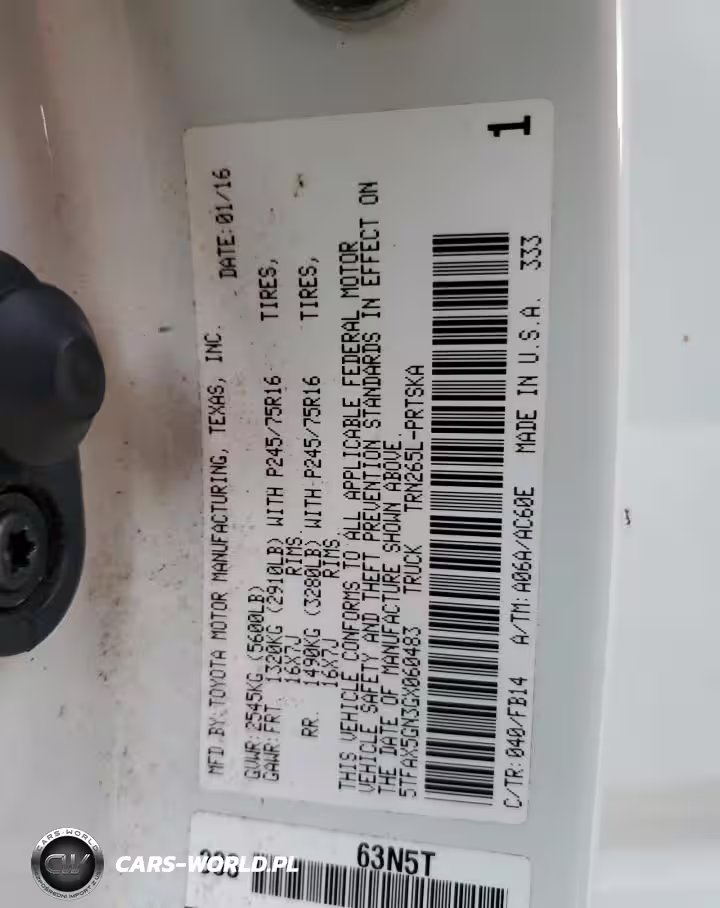 MFD BY:TOYOTA MOTOR MANUFACTURING, TEXAS, INC. DATE:01/16
GVWR:2545KG (5600LB)
GAWR:FRT. 1320KG (2910LB) WITH P245/75R16 TIRES,
16X7J RIMS
RR. 1490KG (3280LB) WITH P245/75R16 TIRES,
16X7J RIMS
THIS VEHICLE CONFORMS TO ALL APPLICABLE FEDERAL MOTOR
VEHICLE SAFETY AND THEFT PREVENTION STANDARDS IN EFFECT ON
THE DATE OF MANUFACTURE SHOWN ABOVE.
5TFAX5GN3GX060483 TRUCK TRN265L-PRTSKA
C/TR:040/FB14 A/TM:A06A/AC60E MADE IN U.S.A. 333
1
63N5T
CARS-WORLD
CW
CARS-WORLD.PL